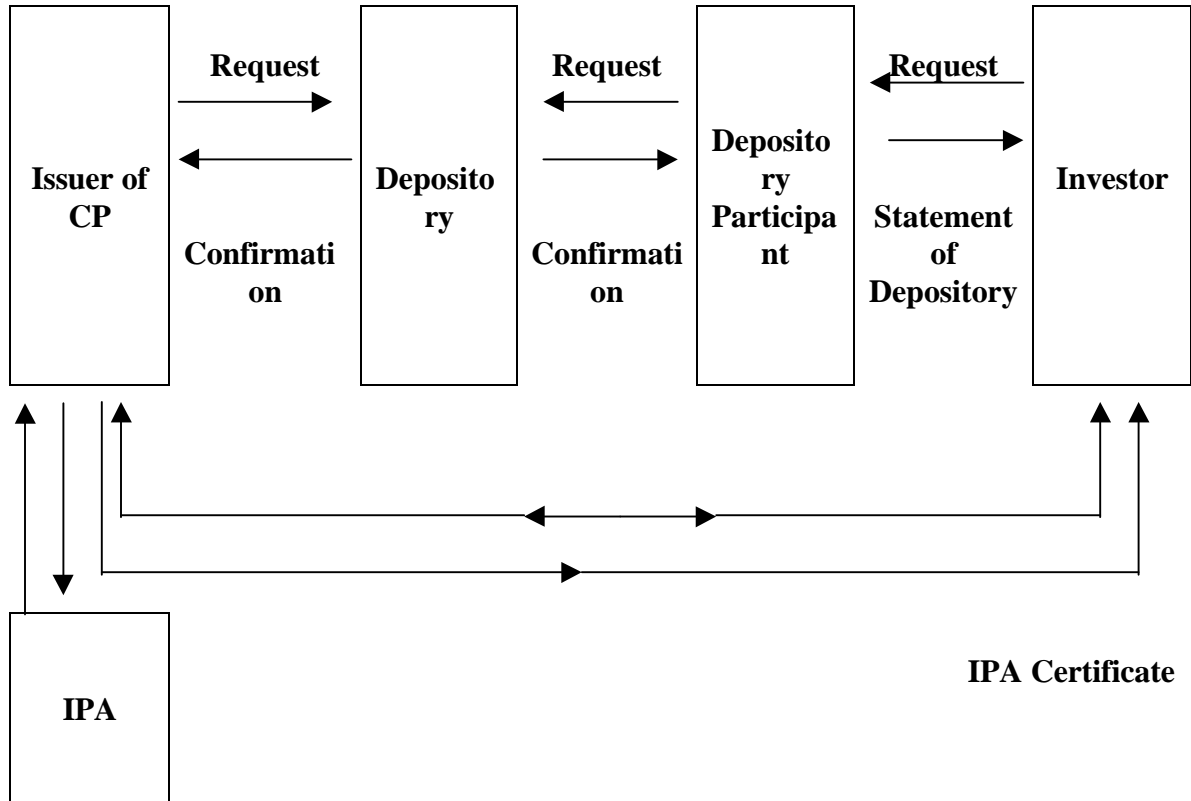 Request
Request
Request
Issuer of
CP
Deposito
ry
Deposito
ry
Participa
nt
Investor
Confirmati
on
Confirmati
on
Statement
of
Depository
IPA Certificate
IPA